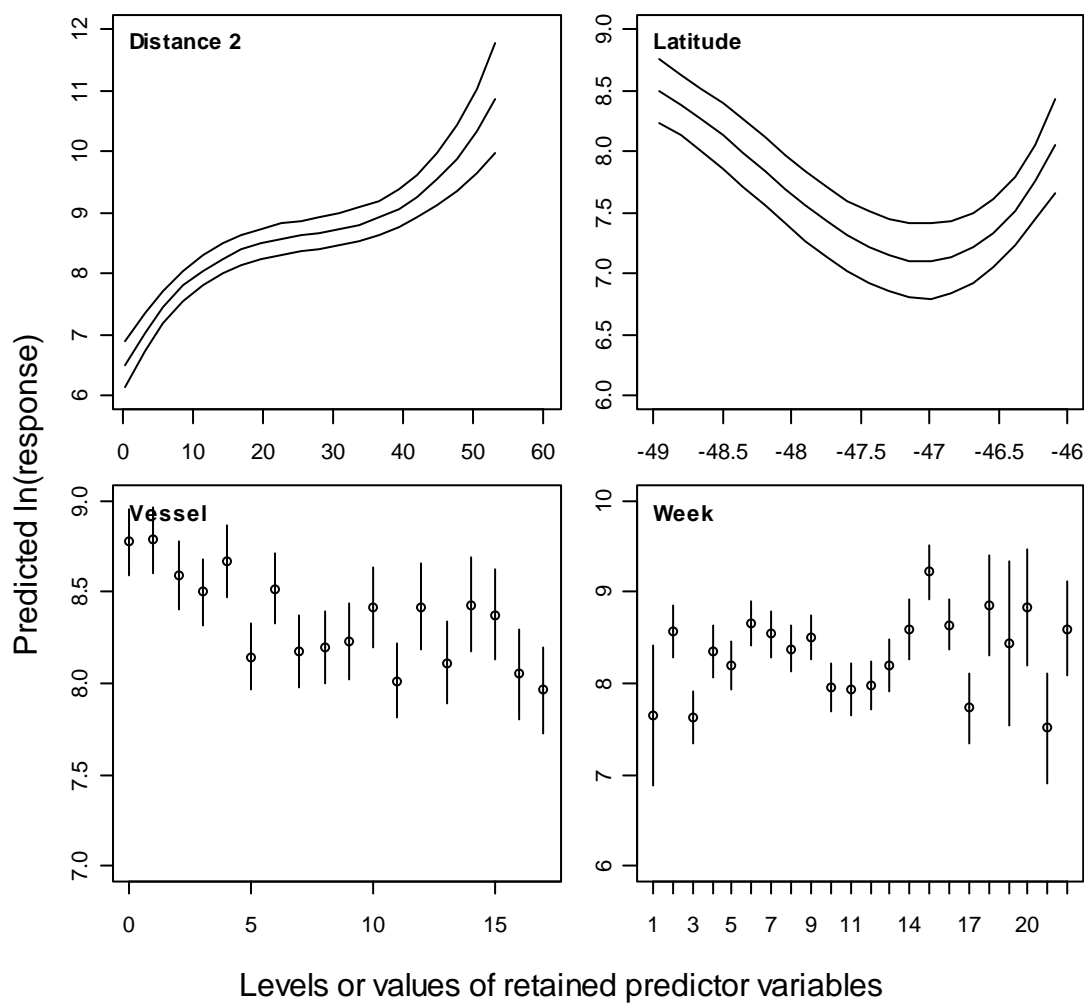 Predicted ln(response)
Distance 2
12
11
10
9
8
7
6
0 10 20 30 40 50 60
Latitude
9.0
8.5
8.0
7.5
7.0
6.5
6.0
-49 -48.5 -48 -47.5 -47 -46.5 -46
Vessel
9.0
8.5
8.0
7.5
7.0
0 5 10 15
Week
10
9
8
7
6
1 3 5 7 9 11 14 17 20
Levels or values of retained predictor variables